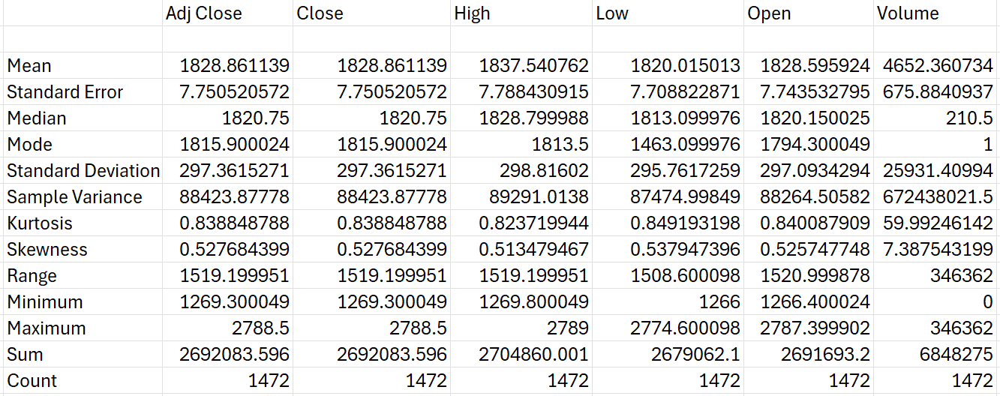 Adj Close Close High Low Open Volume
Mean 1828.861139 1828.861139 1837.540762 1820.015013 1828.595924 4652.360734
Standard Error 7.750520572 7.750520572 7.788430915 7.708822871 7.743532795 675.8840937
Median 1820.75 1820.75 1828.799988 1813.099976 1820.150025 210.5
Mode 1815.900024 1815.900024 1813.5 1463.099976 1794.300049 1
Standard Deviation 297.3615271 297.3615271 298.81602 295.7617259 297.0934294 25931.40994
Sample Variance 88423.87778 88423.87778 89291.0138 87474.99849 88264.50582 672438021.5
Kurtosis 0.838848788 0.838848788 0.823719944 0.849193198 0.840087909 59.99246142
Skewness 0.527684399 0.527684399 0.513479467 0.537947396 0.525747748 7.387543199
Range 1519.199951 1519.199951 1519.199951 1508.600098 1520.999878 346362
Minimum 1269.300049 1269.300049 1269.800049 1266 1266.400024 0
Maximum 2788.5 2788.5 2789 2774.600098 2787.399902 346362
Sum 2692083.596 2692083.596 2704860.001 2679062.1 2691693.2 6848275
Count 1472 1472 1472 1472 1472 1472